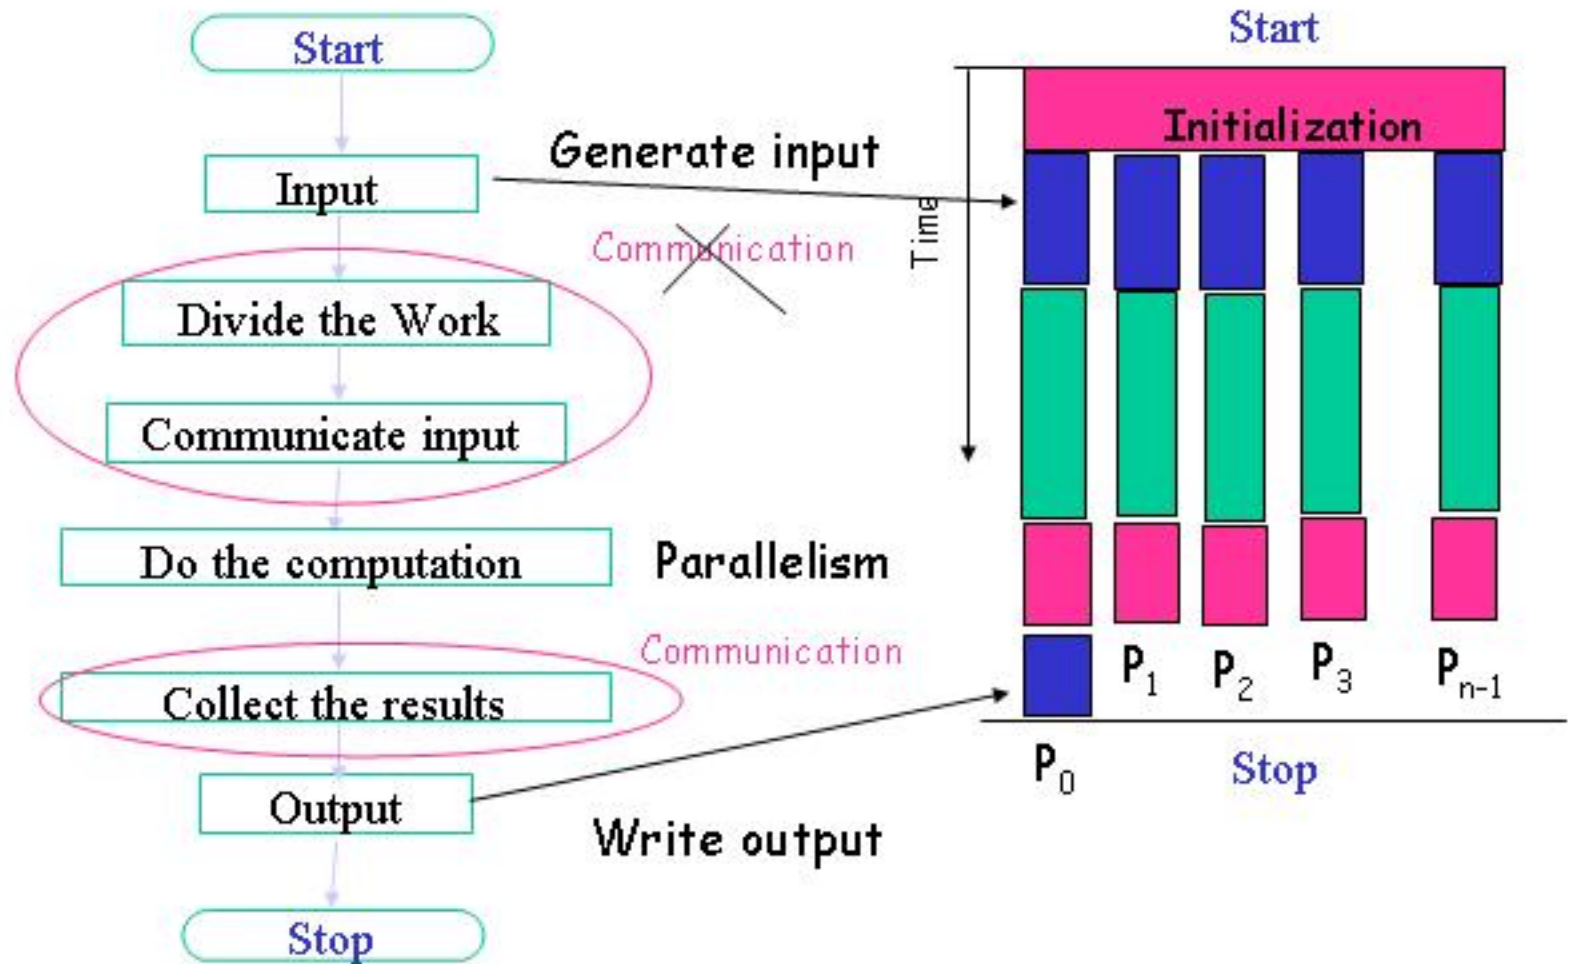 Start
Input
Divide the Work
Communicate input
Do the computation
Collect the results
Output
Stop
Generate input
Communication
Parallelism
Communication
Write output
Start
Initialization
Time
P1
P2
P3
Pn-1
P0
Stop